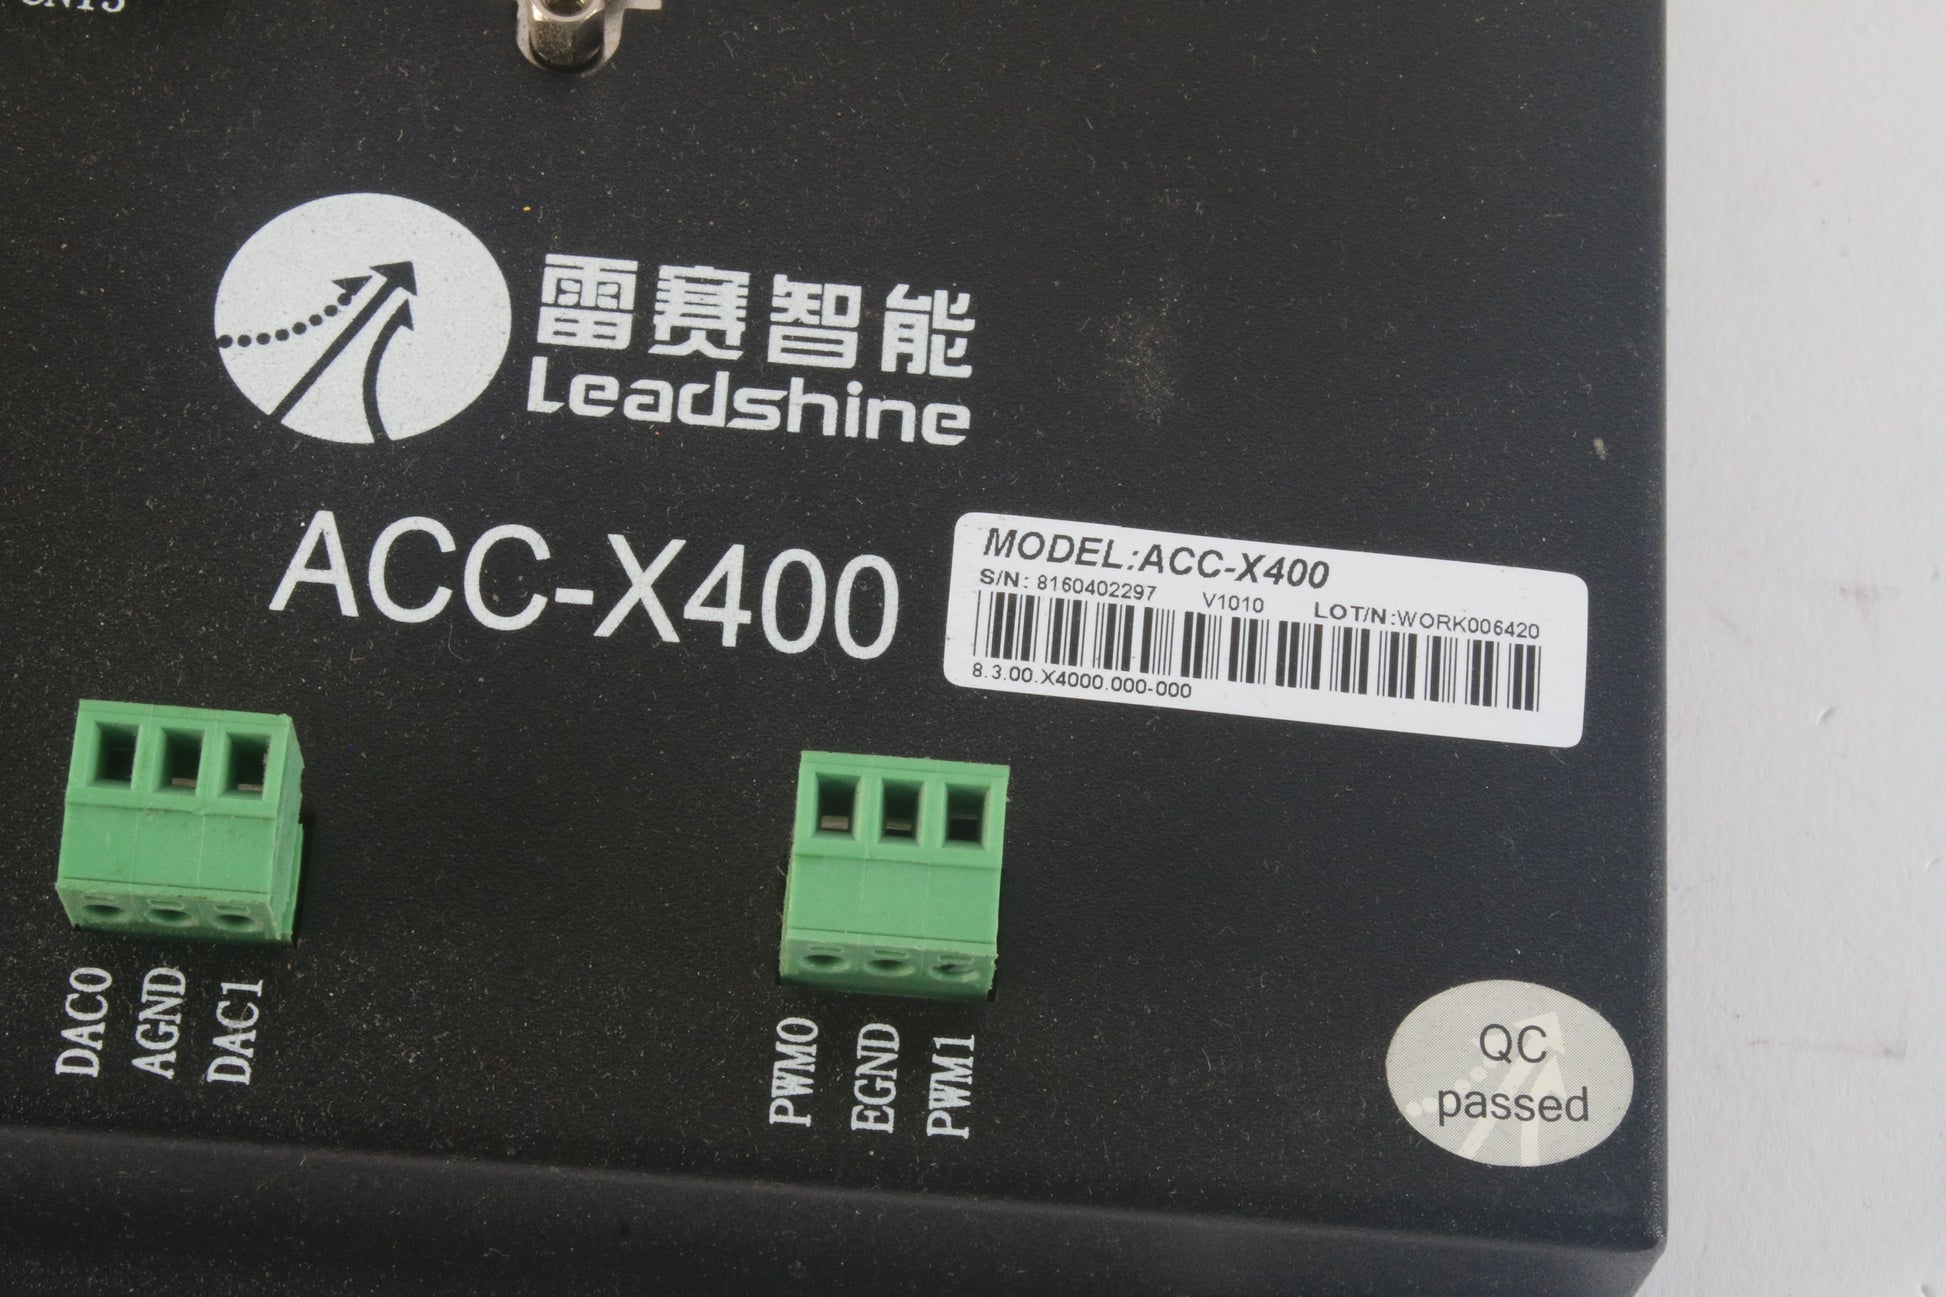 雷赛智能
Leadshine
ACC-X400
MODEL:ACC-X400
S/N: 8160402297 V1010 LOT/N:WORK006420
8.3.00.X4000.000-000
DAC0
AGND
DAC1
PWM0
EGND
PWM1
QC
passed